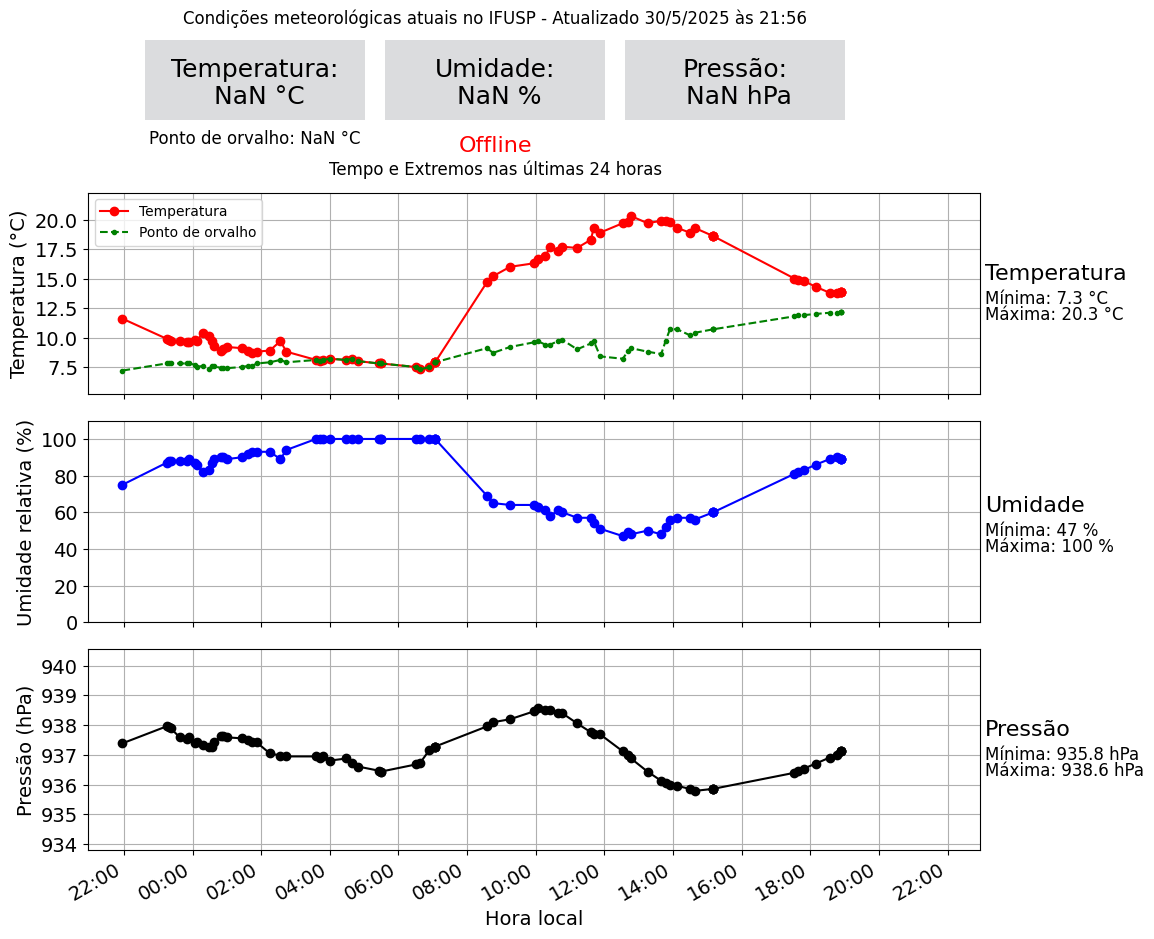 Condições meteorológicas atuais no IFUSP - Atualizado 30/5/2025 às 21:56
Temperatura:
NaN °C
Umidade:
NaN %
Pressão:
NaN hPa
Ponto de orvalho: NaN °C
Offline
Tempo e Extremos nas últimas 24 horas
Temperatura (°C)
20.0
17.5
15.0
12.5
10.0
7.5
Temperatura
Ponto de orvalho
Temperatura
Mínima: 7.3 °C
Máxima: 20.3 °C
Umidade relativa (%)
100
80
60
40
20
0
Umidade
Mínima: 47 %
Máxima: 100 %
Pressão (hPa)
940
939
938
937
936
935
934
Pressão
Mínima: 935.8 hPa
Máxima: 938.6 hPa
22:00
00:00
02:00
04:00
06:00
08:00
10:00
12:00
14:00
16:00
18:00
20:00
22:00
Hora local